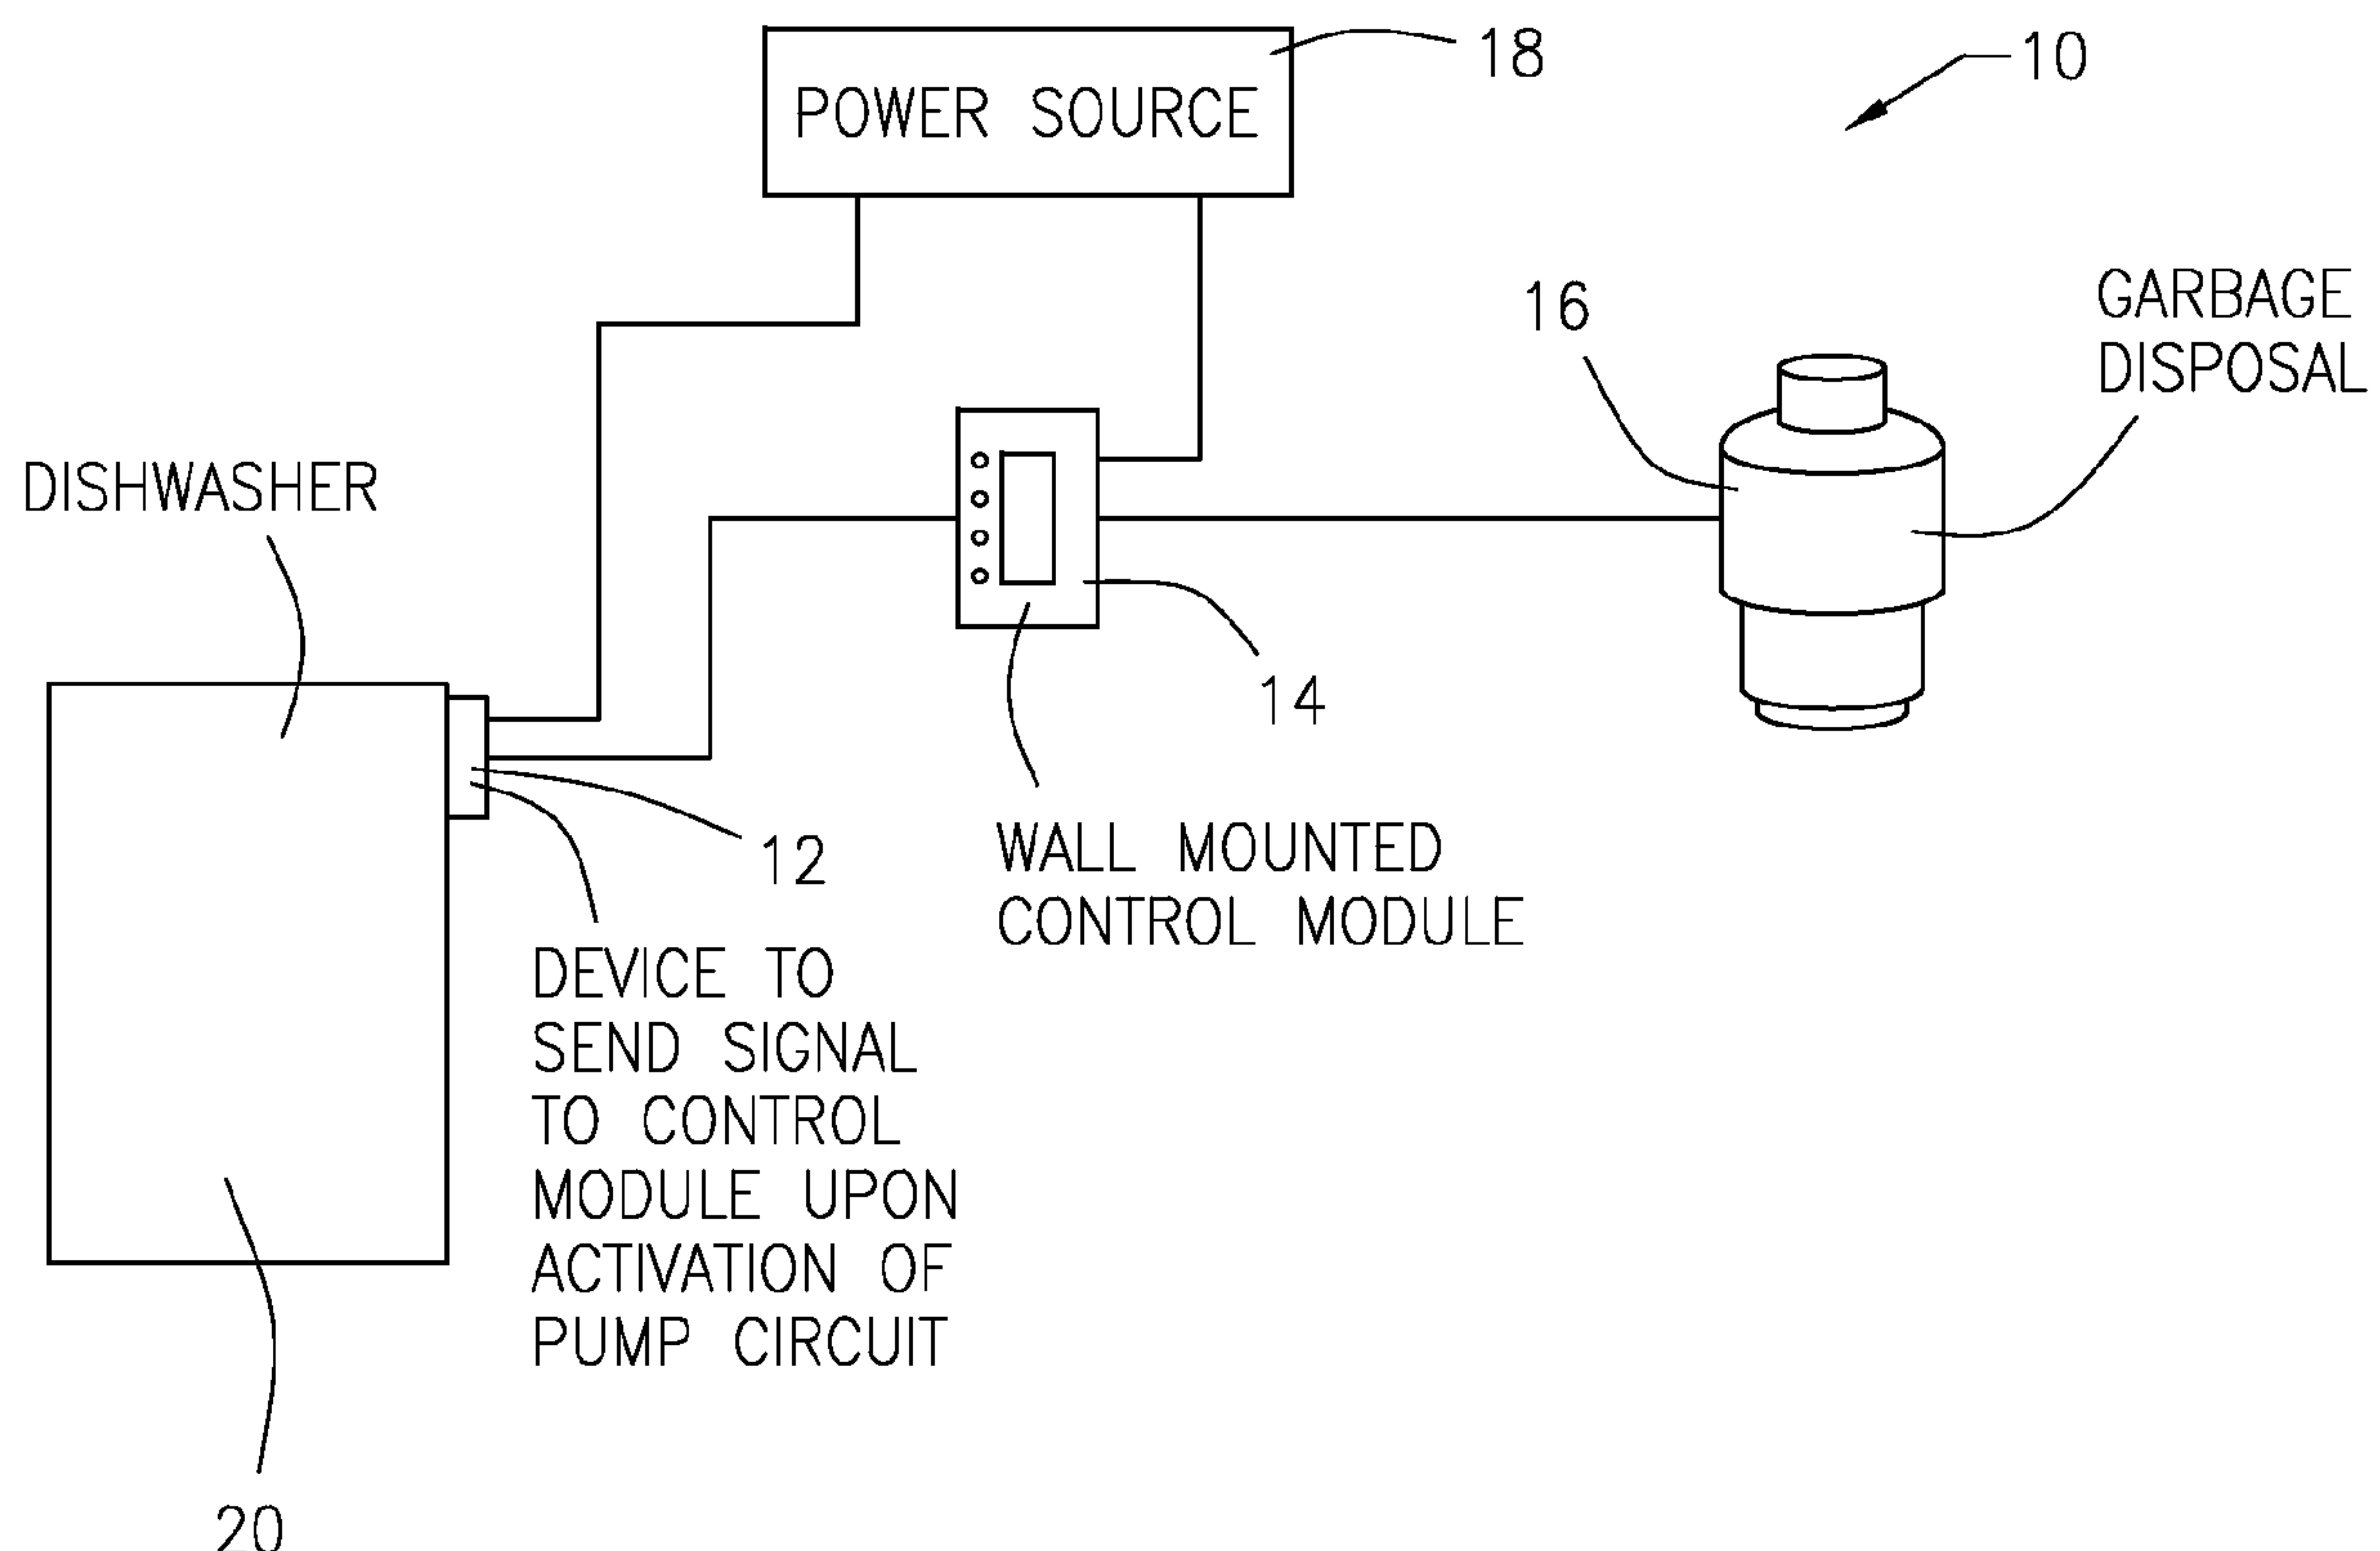 18
10
POWER SOURCE
16
GARBAGE
DISPOSAL
DISHWASHER
14
12
WALL MOUNTED
CONTROL MODULE
DEVICE TO
SEND SIGNAL
TO CONTROL
MODULE UPON
ACTIVATION OF
PUMP CIRCUIT
20